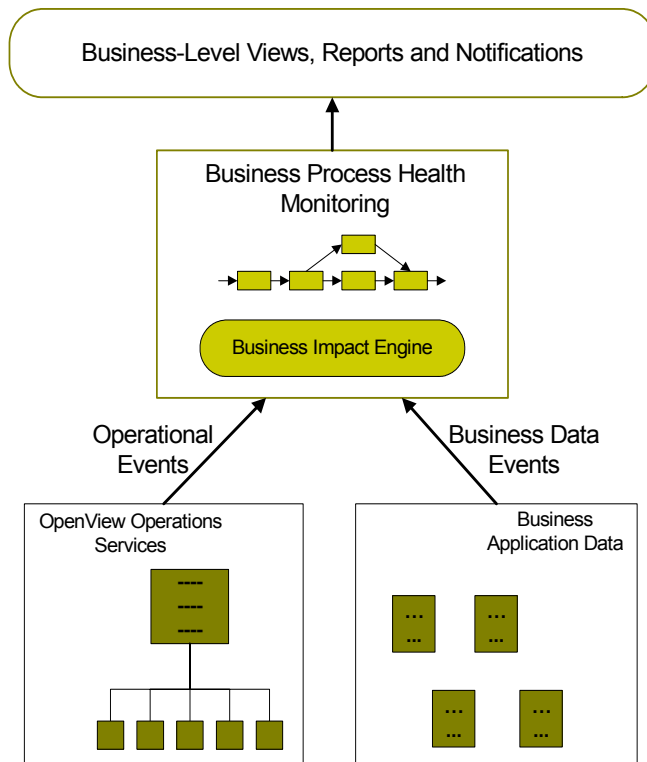 Business-Level Views, Reports and Notifications
Business Process Health
Monitoring
Business Impact Engine
Operational
Events
Business Data
Events
OpenView Operations
Services
----
----
----
Business
Application Data
...
...
...
...
...
...
...
...